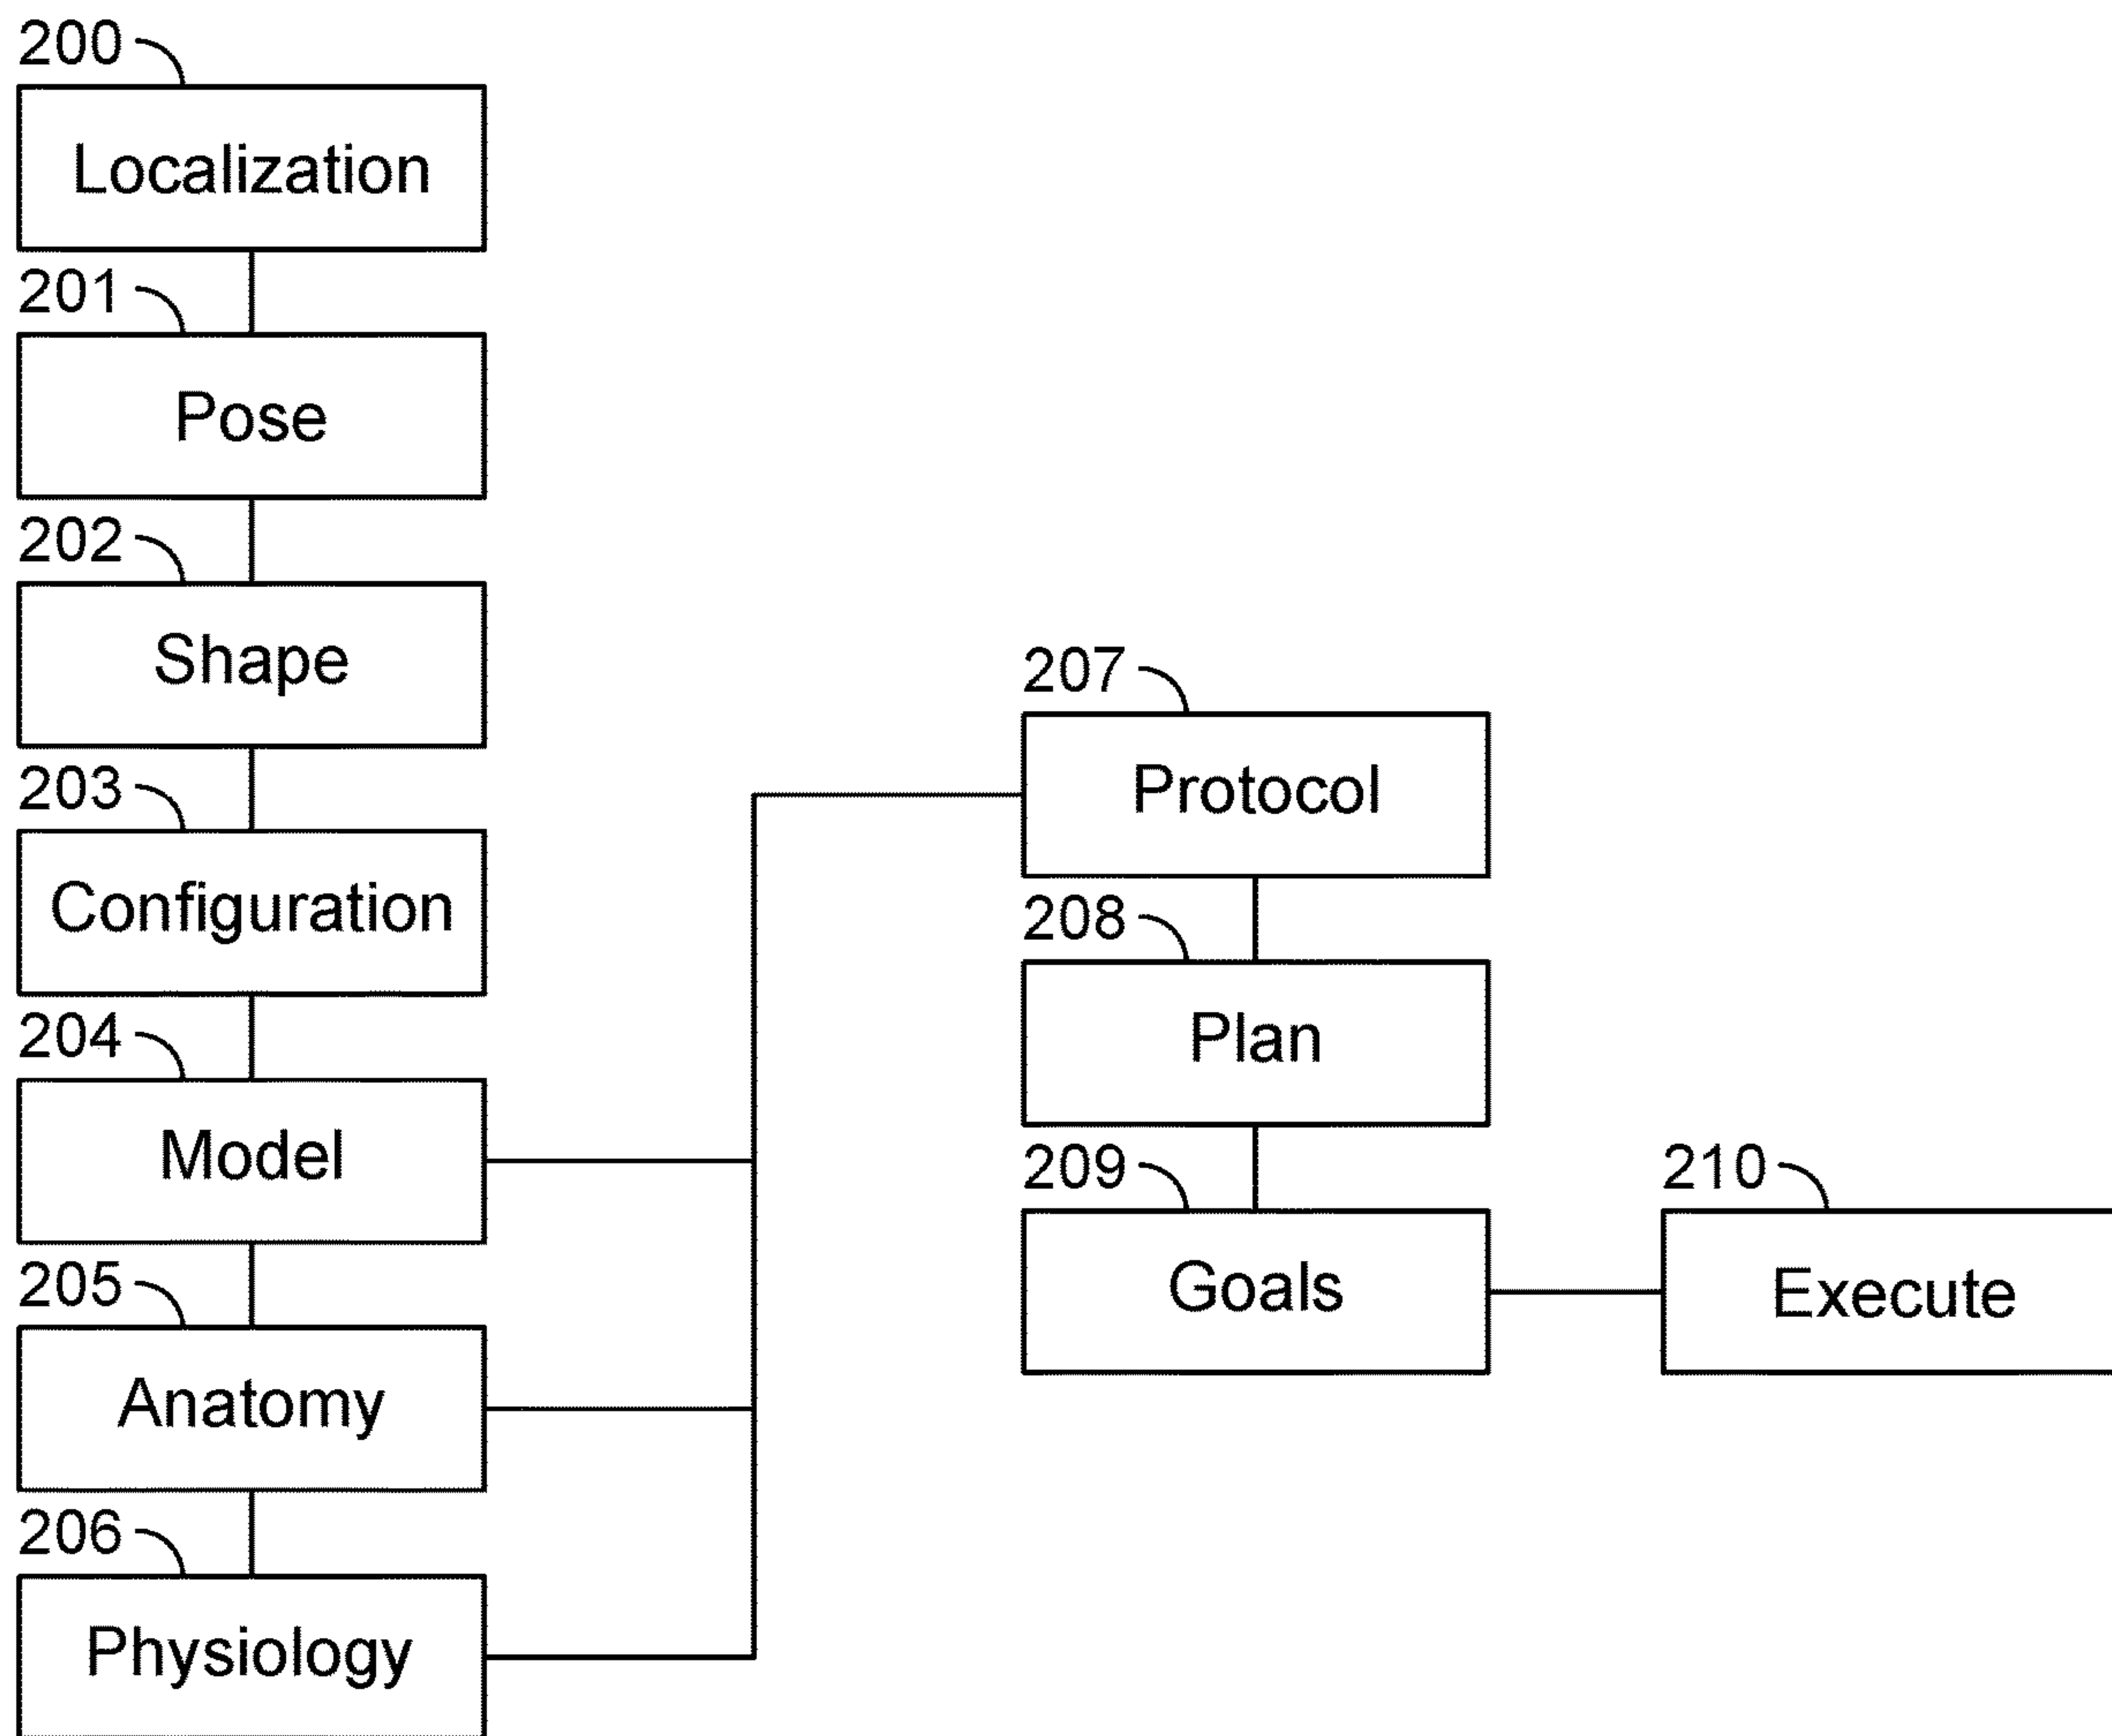 200
Localization
201
Pose
202
Shape
203
Configuration
204
Model
205
Anatomy
206
Physiology
207
Protocol
208
Plan
209
Goals
210
Execute